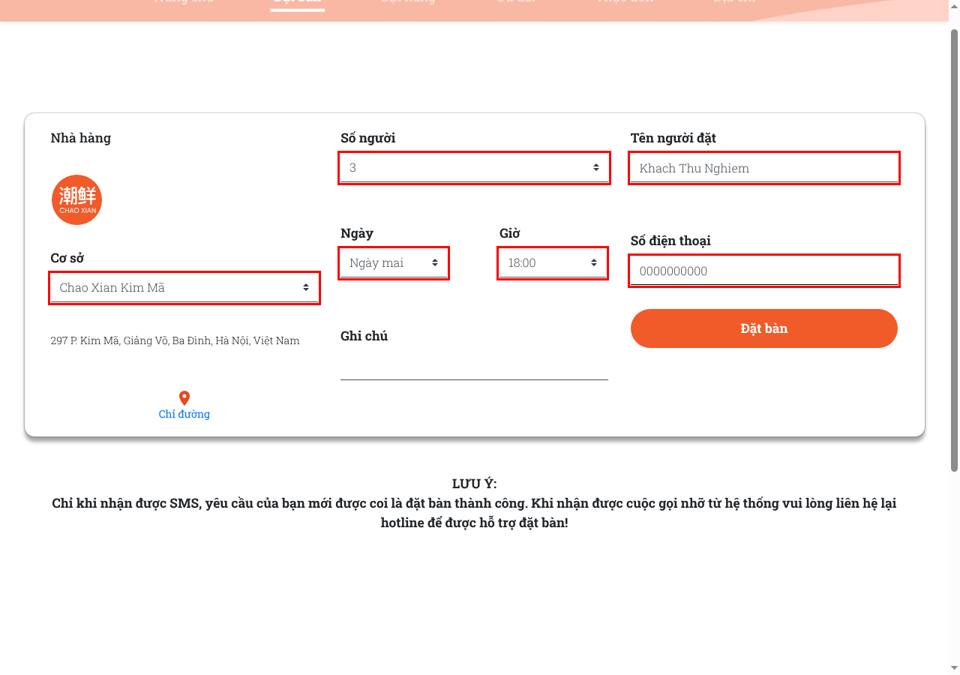 Nhà hàng
潮鲜
CHAO XIAN
Cơ sở
Chao Xian Kim Mã
297 P. Kim Mã, Giảng Võ, Ba Đình, Hà Nội, Việt Nam
Chỉ đường
Số người
3
Ngày
Giờ
Ngày mai
18:00
Ghi chú
Tên người đặt
Khach Thu Nghiem
Số điện thoại
0000000000
Đặt bàn
LƯU Ý:
Chỉ khi nhận được SMS, yêu cầu của bạn mới được coi là đặt bàn thành công. Khi nhận được cuộc gọi nhỡ từ hệ thống vui lòng liên hệ lại
hotline để được hỗ trợ đặt bàn!